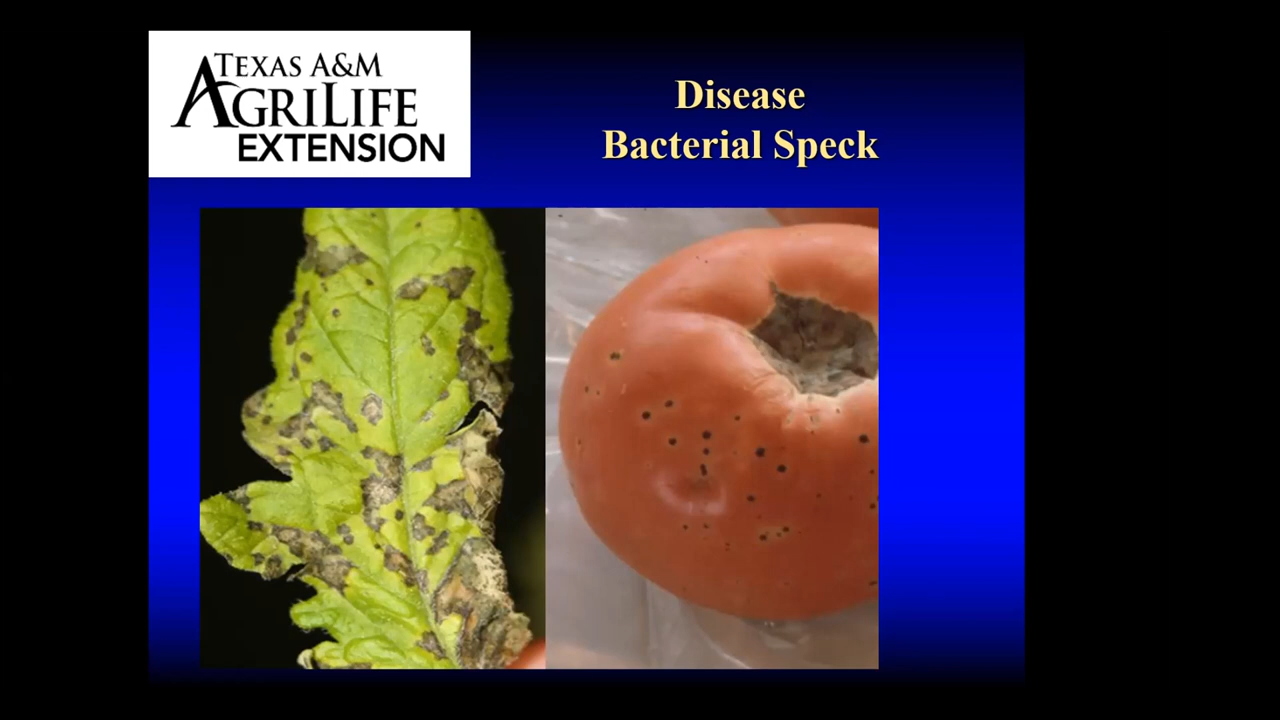 TEXAS A&M
AGRILIFE
EXTENSION
Disease
Bacterial Speck